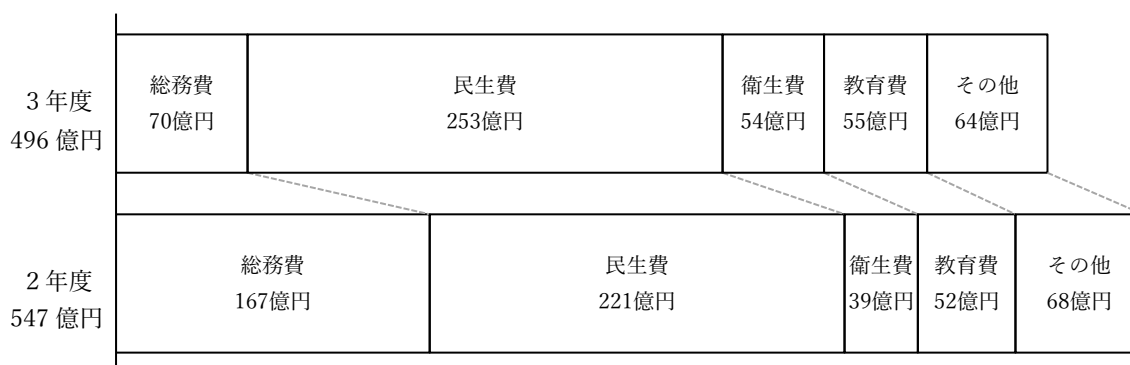 3 年度
496 億円
総務費
70億円
民生費
253億円
衛生費
54億円
教育費
55億円
その他
64億円
2 年度
547 億円
総務費
167億円
民生費
221億円
衛生費
39億円
教育費
52億円
その他
68億円